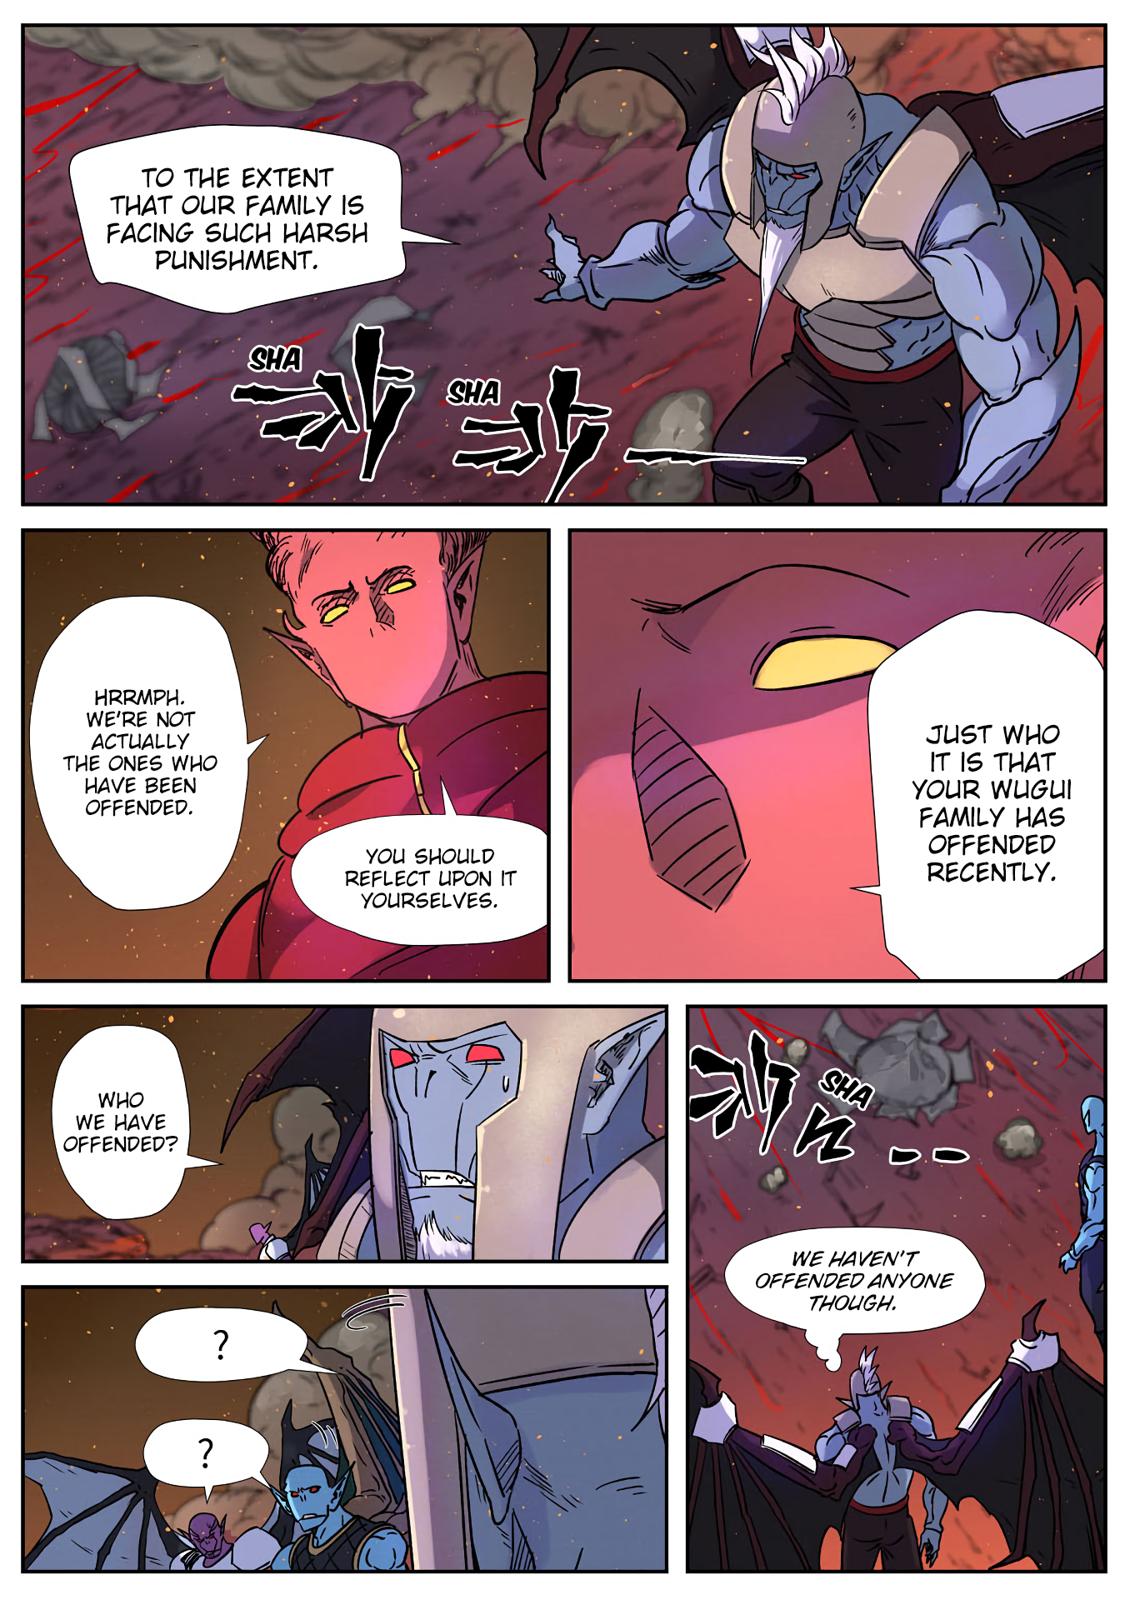 TO THE EXTENT
THAT OUR FAMILY IS
FACING SUCH HARSH
PUNISHMENT.
SHA
SHA
HRRMPH.
WE'RE NOT
ACTUALLY
THE ONES WHO
HAVE BEEN
OFFENDED.
YOU SHOULD
REFLECT UPON IT
YOURSELVES.
JUST WHO
IT IS THAT
YOUR WUGUI
FAMILY HAS
OFFENDED
RECENTLY.
WHO
WE HAVE
OFFENDED?
?
?
SHA
WE HAVEN'T
OFFENDED ANYONE
THOUGH.